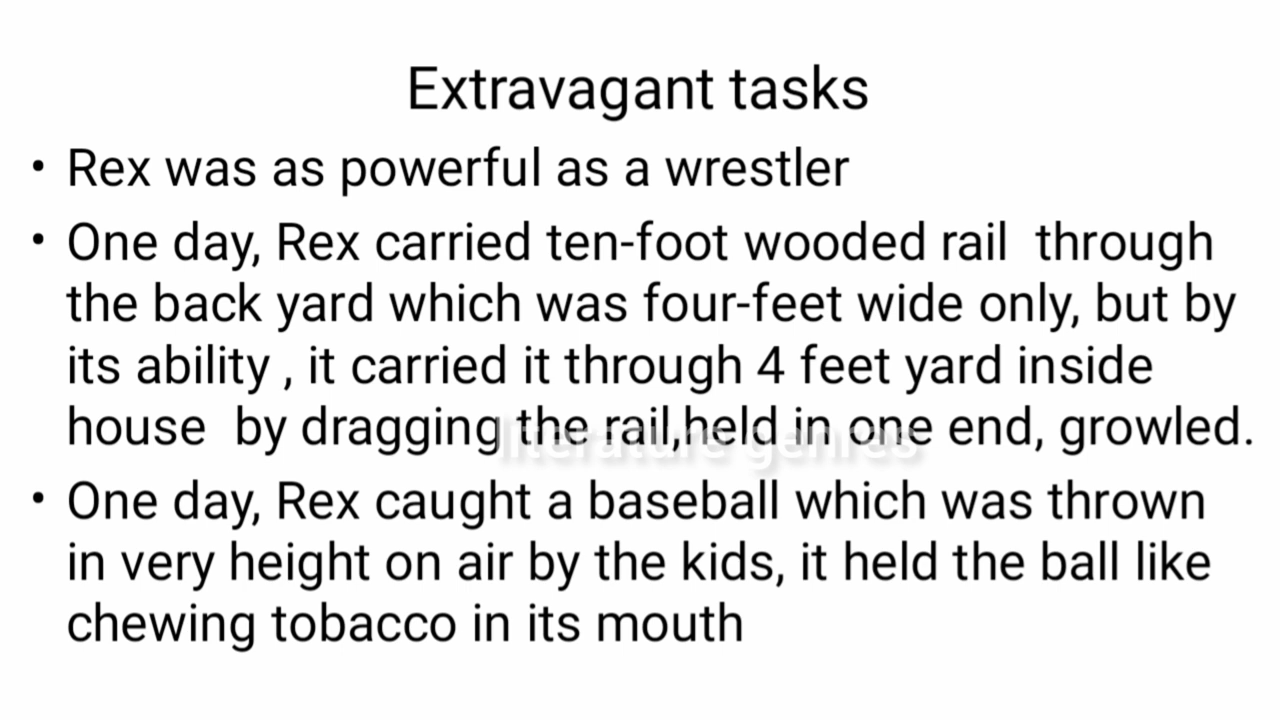 Extravagant tasks
• Rex was as powerful as a wrestler
• One day, Rex carried ten-foot wooded rail through
the back yard which was four-feet wide only, but by
its ability , it carried it through 4 feet yard inside
house by dragging the rail,held in one end, growled.
literature genres
• One day, Rex caught a baseball which was thrown
in very height on air by the kids, it held the ball like
chewing tobacco in its mouth